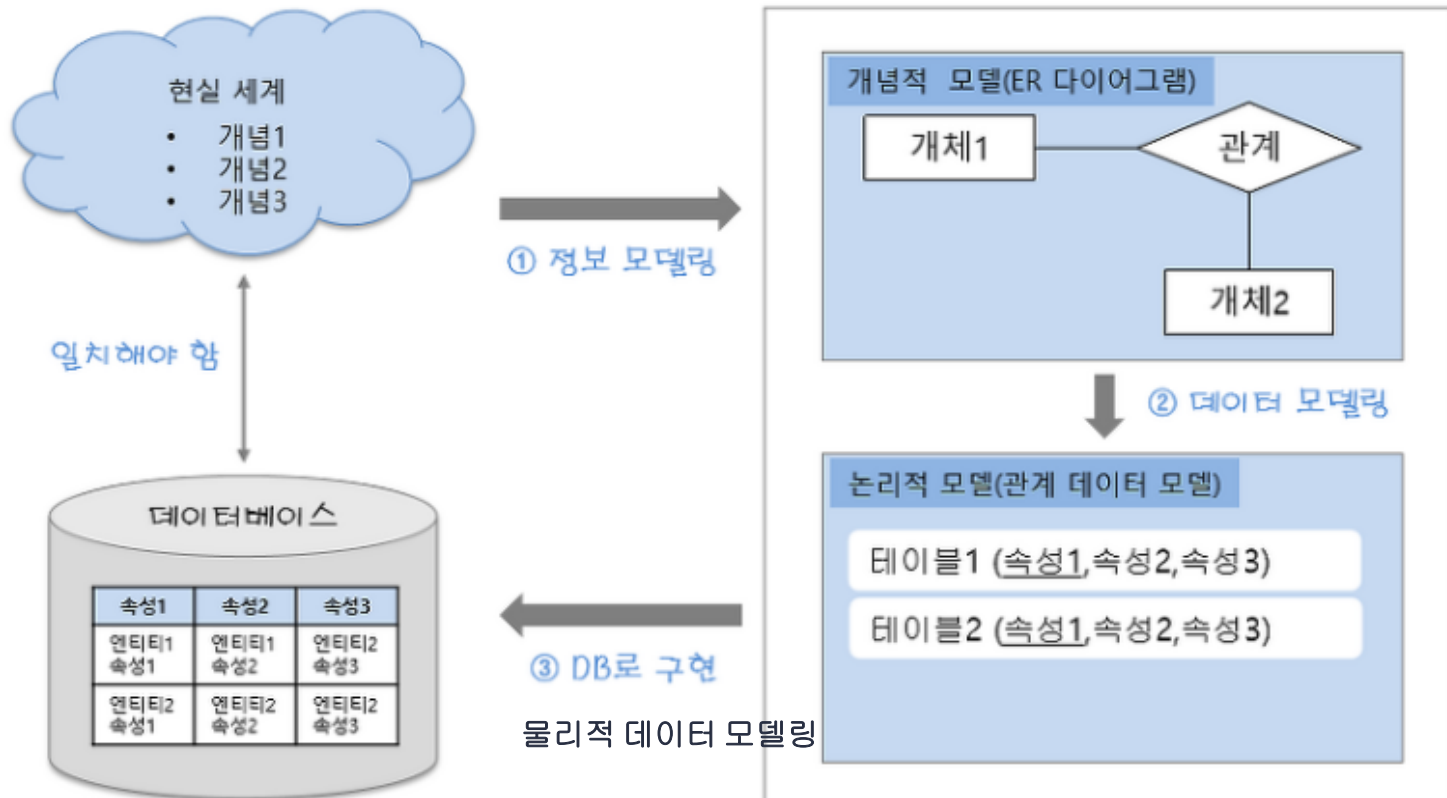 현실 세계
• 개념1
• 개념2
• 개념3
① 정보 모델링
개념적 모델(ER 다이어그램)
개체1
관계
개체2
일치해야 함
② 데이터 모델링
논리적 모델(관계 데이터 모델)
테이블1 (속성1,속성2,속성3)
테이블2 (속성1,속성2,속성3)
데이터베이스
속성1 속성2 속성3
엔티티1 엔티티1 엔티티2
속성1 속성2 속성3
엔티티2 엔티티2 엔티티2
속성1 속성2 속성3
③ DB로 구현
물리적 데이터 모델링